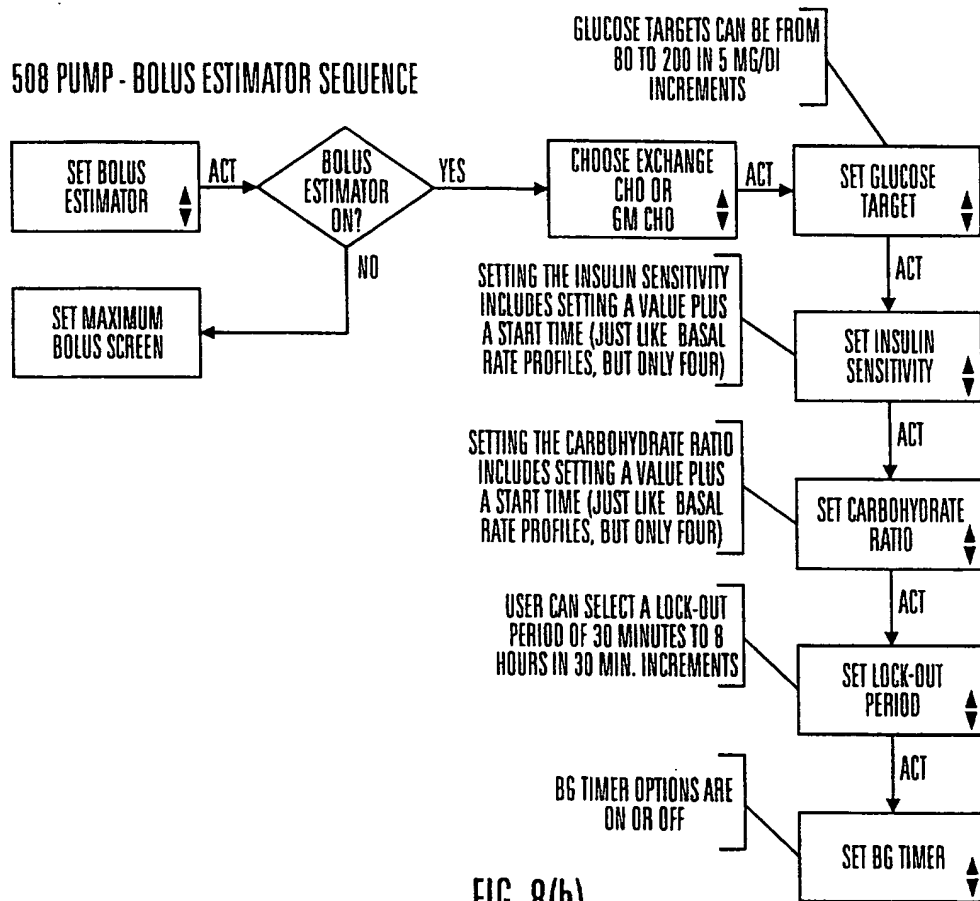 GLUCOSE TARGETS CAN BE FROM
80 TO 200 IN 5 MG/Dl
INCREMENTS
508 PUMP - BOLUS ESTIMATOR SEQUENCE
SET BOLUS
ESTIMATOR
ACT
BOLUS
ESTIMATOR
ON?
YES
CHOOSE EXCHANGE
CHO OR
GM CHO
ACT
SET GLUCOSE
TARGET
NO
SET MAXIMUM
BOLUS SCREEN
ACT
SETTING THE INSULIN SENSITIVITY
INCLUDES SETTING A VALUE PLUS
A START TIME (JUST LIKE BASAL
RATE PROFILES, BUT ONLY FOUR)
SET INSULIN
SENSITIVITY
ACT
SETTING THE CARBOHYDRATE RATIO
INCLUDES SETTING A VALUE PLUS
A START TIME (JUST LIKE BASAL
RATE PROFILES, BUT ONLY FOUR)
SET CARBOHYDRATE
RATIO
ACT
USER CAN SELECT A LOCK-OUT
PERIOD OF 30 MINUTES TO 8
HOURS IN 30 MIN. INCREMENTS
SET LOCK-OUT
PERIOD
ACT
BG TIMER OPTIONS ARE
ON OR OFF
SET BG TIMER
FIG. 8(b)